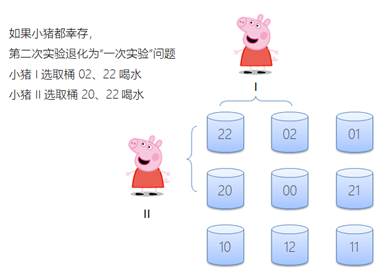 如果小猪都幸存，
第二次实验退化为“一次实验”问题
小猪 I 选取桶 02、22 喝水
小猪 II 选取桶 20、22 喝水
I
22 02 01
II
20 00 21
10 12 11